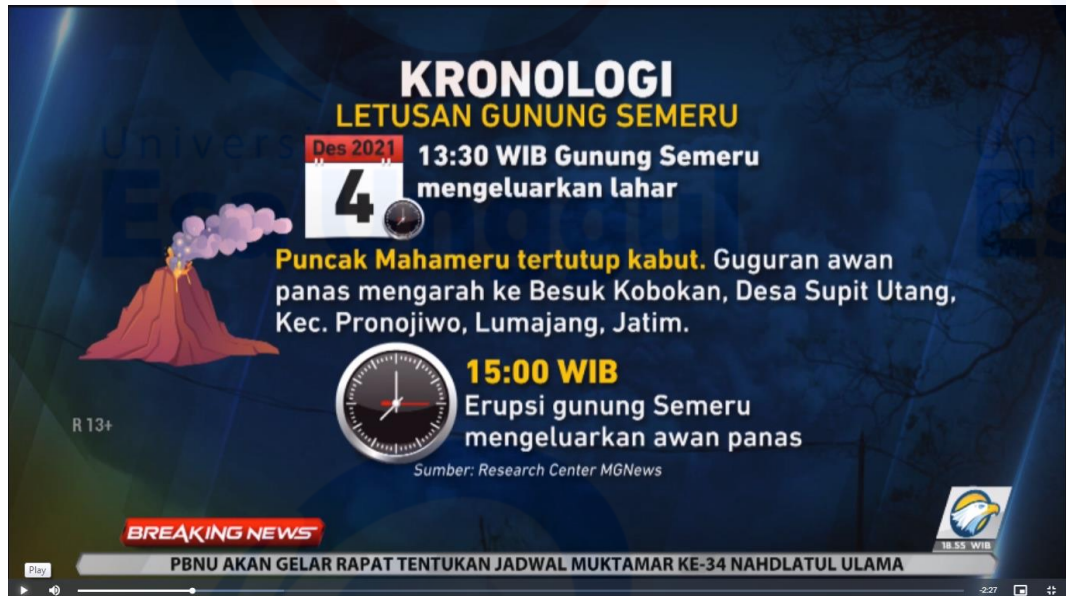 KRONOLOGI
LETUSAN GUNUNG SEMERU
Des 2021
4
13:30 WIB Gunung Semeru
mengeluarkan lahar
Puncak Mahameru tertutup kabut. Guguran awan
panas mengarah ke Besuk Kobokan, Desa Supit Utang,
Kec. Pronojiwo, Lumajang, Jatim.
15:00 WIB
Erupsi gunung Semeru
mengeluarkan awan panas
Sumber: Research Center MGNews
R 13+
BREAKING NEWS
18.55 WIB
PBNU AKAN GELAR RAPAT TENTUKAN JADWAL MUKTAMAR KE-34 NAHDLATUL ULAMA
Play
-2:27